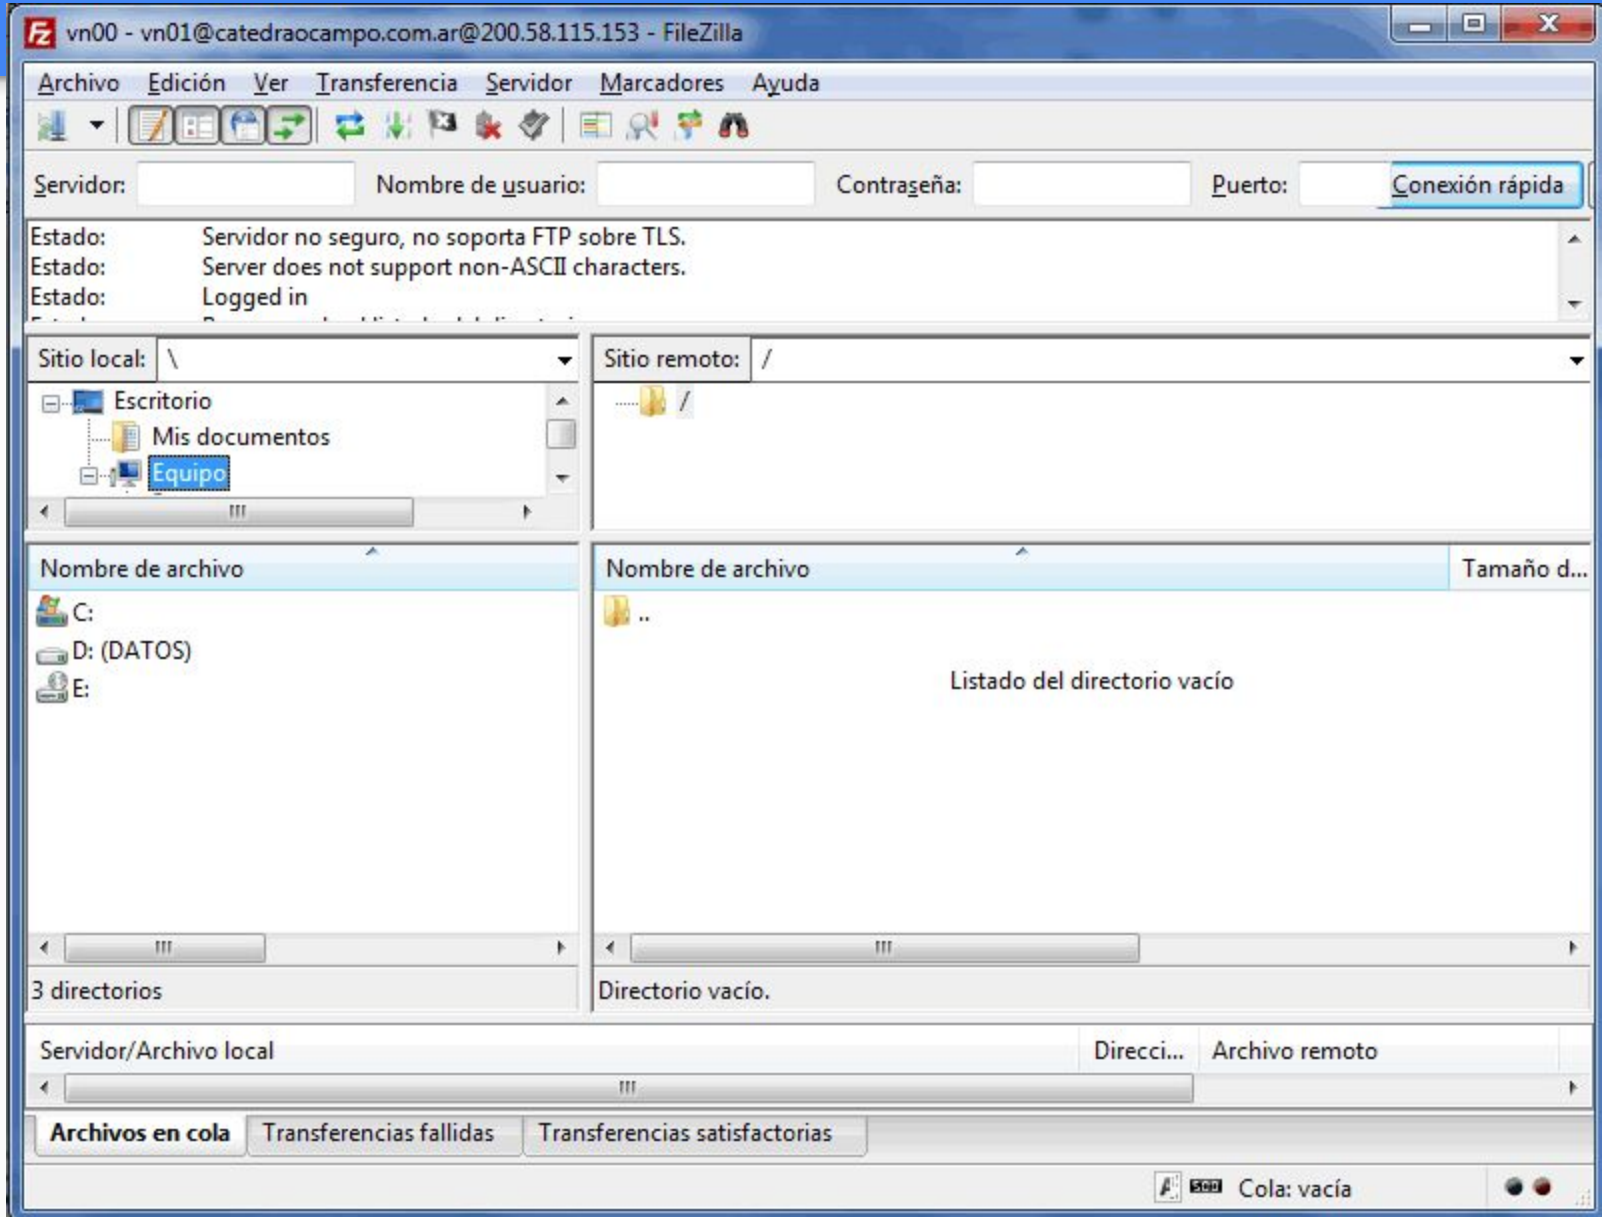 vn00 - vn01@catedraocampo.com.ar@200.58.115.153 - FileZilla
Archivo Edición Ver Transferencia Servidor Marcadores Ayuda
Servidor: Nombre de usuario: Contraseña: Puerto: Conexión rápida
Estado: Servidor no seguro, no soporta FTP sobre TLS.
Estado: Server does not support non-ASCII characters.
Estado: Logged in
Sitio local: \
Sitio remoto: /
Escritorio
Mis documentos
Equipo
/
Nombre de archivo
C:
D: (DATOS)
E:
3 directorios
Nombre de archivo Tamaño d...
..
Listado del directorio vacío
Directorio vacío.
Servidor/Archivo local Direcci... Archivo remoto
Archivos en cola Transferencias fallidas Transferencias satisfactorias
Cola: vacía